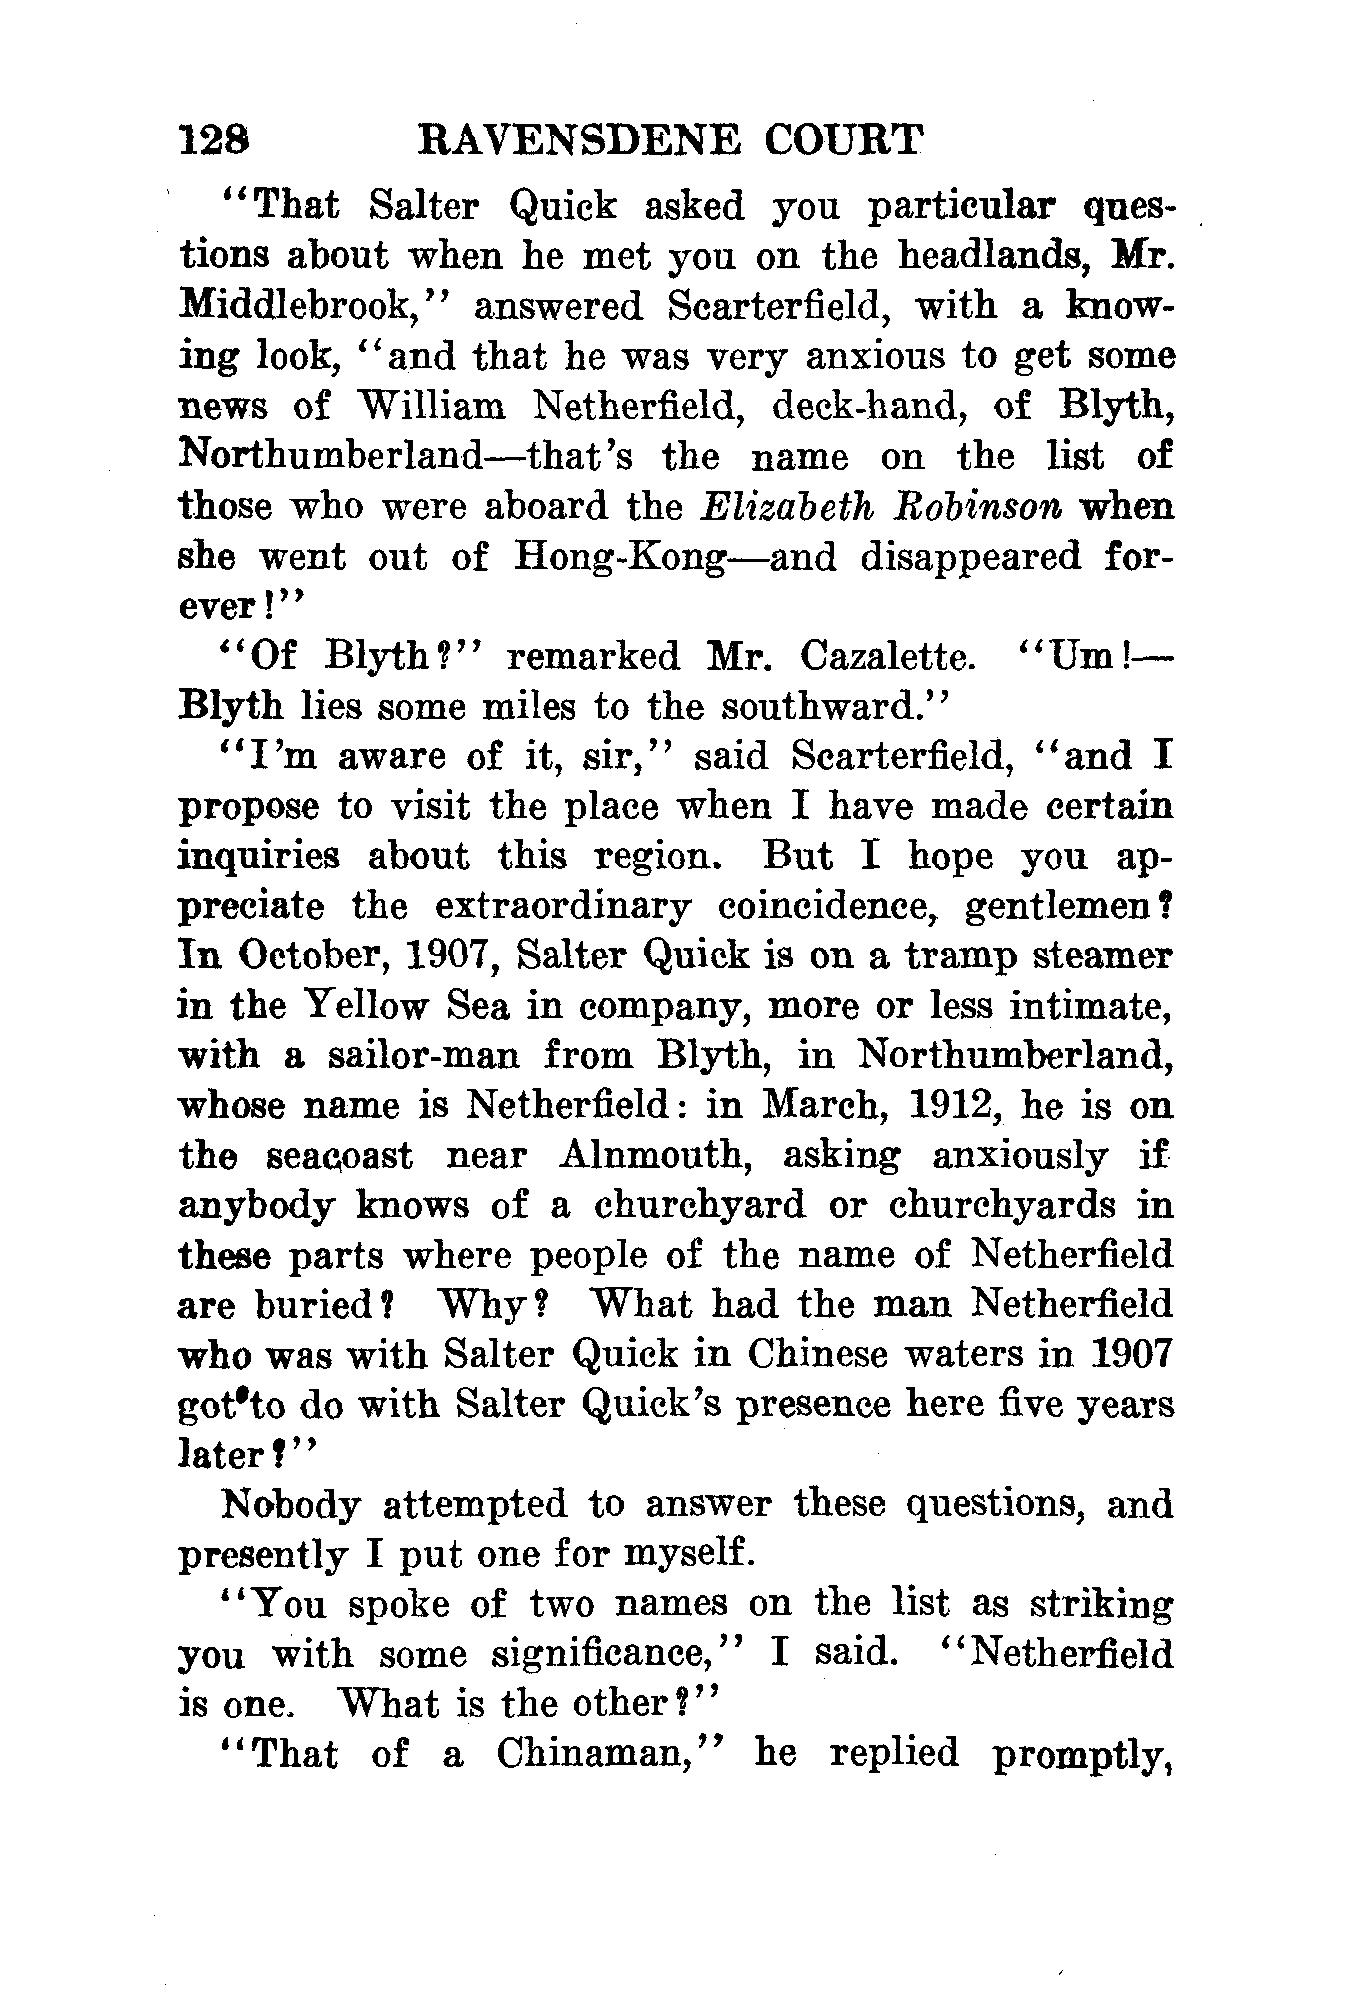 128 RAVENSDENE COURT
"That Salter Quick asked you particular ques-
tions about when he met you on the headlands, Mr.
Middlebrook," answered Scarterfield, with a know-
ing look, "and that he was very anxious to get some
news of William Netherfield, deck-hand, of Blyth,
Northumberland—that's the name on the list of
those who were aboard the Elizabeth Robinson when
she went out of Hong-Kong—and disappeared for-
ever!"
"Of Blyth?" remarked Mr. Cazalette. "Um!—
Blyth lies some miles to the southward."
"I'm aware of it, sir," said Scarterfield, "and I
propose to visit the place when I have made certain
inquiries about this region. But I hope you ap-
preciate the extraordinary coincidence, gentlemen?
In October, 1907, Salter Quick is on a tramp steamer
in the Yellow Sea in company, more or less intimate,
with a sailor-man from Blyth, in Northumberland,
whose name is Netherfield: in March, 1912, he is on
the seacoast near Alnmouth, asking anxiously if
anybody knows of a churchyard or churchyards in
these parts where people of the name of Netherfield
are buried? Why? What had the man Netherfield
who was with Salter Quick in Chinese waters in 1907
got to do with Salter Quick's presence here five years
later?"
Nobody attempted to answer these questions, and
presently I put one for myself.
"You spoke of two names on the list as striking
you with some significance," I said. "Netherfield
is one. What is the other?"
"That of a Chinaman," he replied promptly,